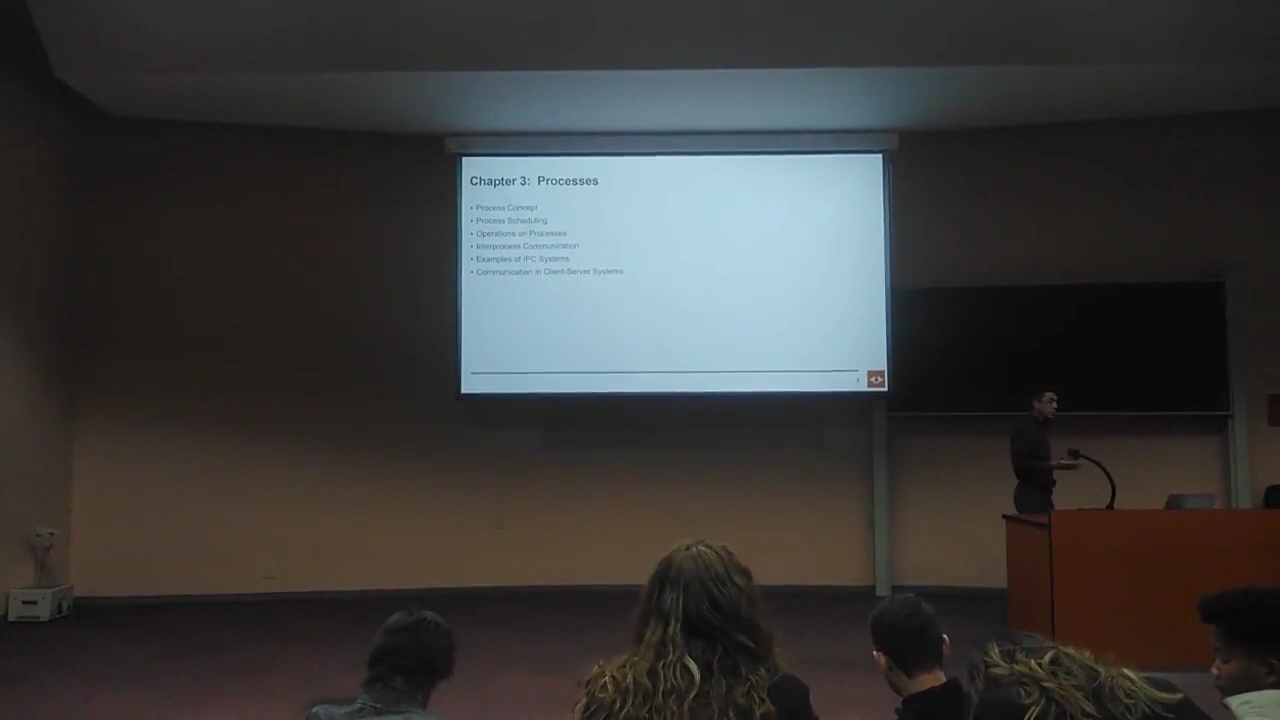 Chapter 3: Processes
• Process Concept
• Process Scheduling
• Operations on Processes
• Interprocess Communication
• Examples of IPC Systems
• Communication in Client-Server Systems